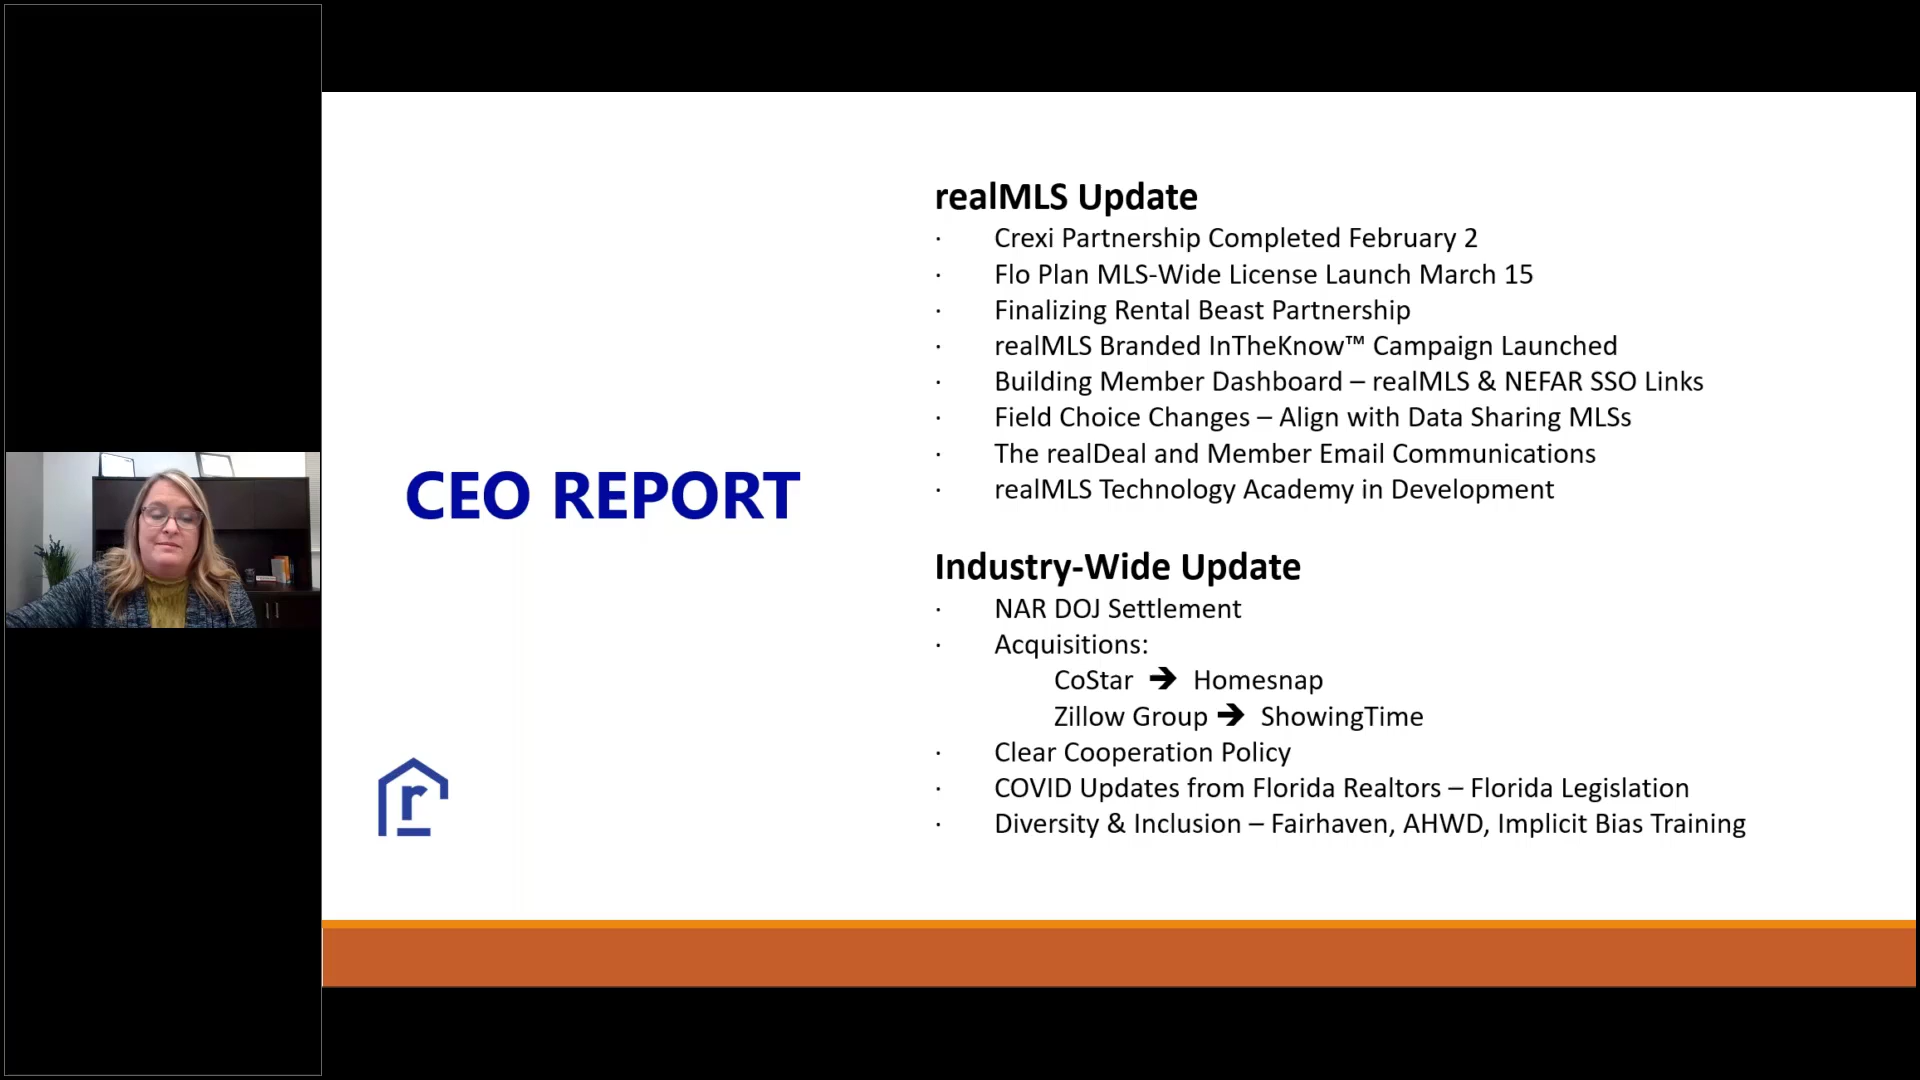 CEO REPORT
realMLS Update
· Crexi Partnership Completed February 2
· Flo Plan MLS-Wide License Launch March 15
· Finalizing Rental Beast Partnership
· realMLS Branded InTheKnow™ Campaign Launched
· Building Member Dashboard – realMLS & NEFAR SSO Links
· Field Choice Changes – Align with Data Sharing MLSs
· The realDeal and Member Email Communications
· realMLS Technology Academy in Development
Industry-Wide Update
· NAR DOJ Settlement
· Acquisitions:
CoStar ➔ Homesnap
Zillow Group ➔ ShowingTime
· Clear Cooperation Policy
· COVID Updates from Florida Realtors – Florida Legislation
· Diversity & Inclusion – Fairhaven, AHWD, Implicit Bias Training
r